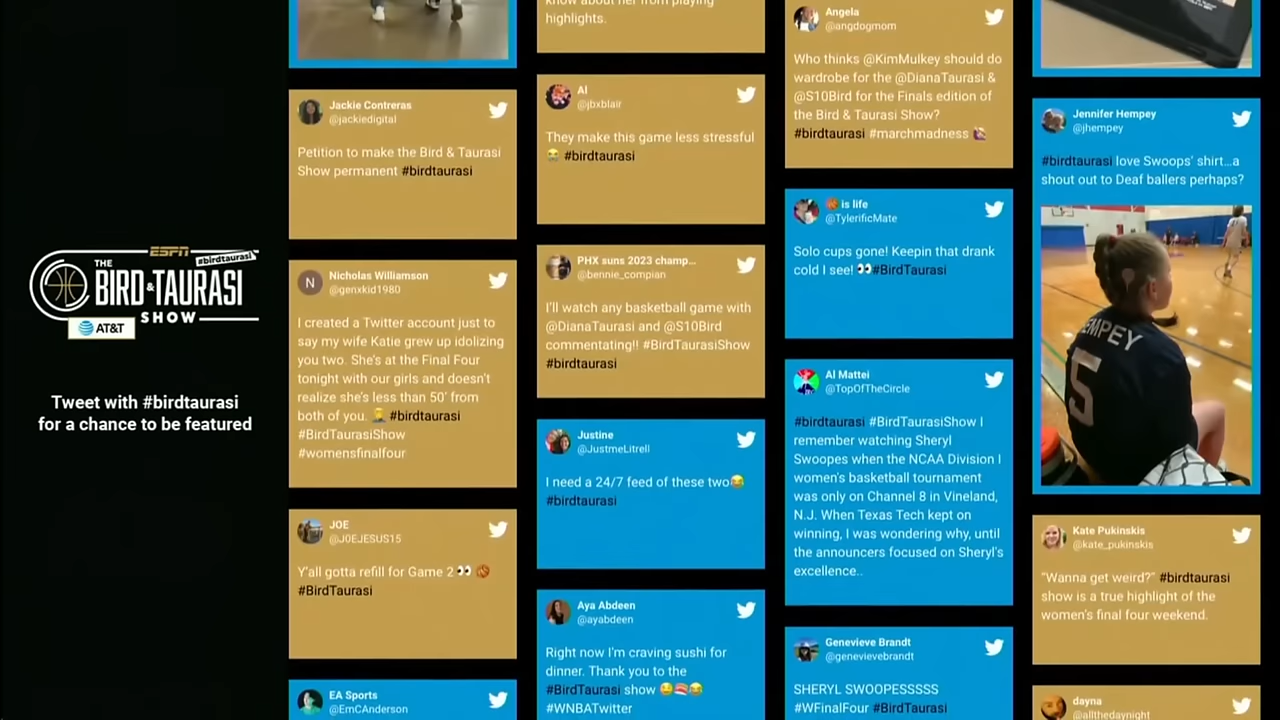 ESPN
#birdtaurasi
THE
BIRD & TAURASI
SHOW
AT&T
Tweet with #birdtaurasi
for a chance to be featured
Jackie Contreras
@jackiedigital
Petition to make the Bird & Taurasi
Show permanent #birdtaurasi
N
Nicholas Williamson
@genxkid1980
I created a Twitter account just to
say my wife Katie grew up idolizing
you two. She's at the Final Four
tonight with our girls and doesn't
realize she's less than 50' from
both of you. 🤦‍♂️ #birdtaurasi
#BirdTaurasiShow
#womensfinalfour
JOE
@J0EJESUS15
Y'all gotta refill for Game 2👀 🏀
#BirdTaurasi
EA Sports
@EmCAnderson
know about her from playing
highlights.
Al
@jbxblair
They make this game less stressful
😭 #birdtaurasi
PHX suns 2023 champ...
@bennie_compian
I'll watch any basketball game with
@DianaTaurasi and @S10Bird
commentating!! #BirdTaurasiShow
#birdtaurasi
Justine
@JustmeLitrell
I need a 24/7 feed of these two😂
#birdtaurasi
Aya Abdeen
@ayabdeen
Right now I'm craving sushi for
dinner. Thank you to the
#BirdTaurasi show 😋🍣😂
#WNBATwitter
Angela
@angdogmom
Who thinks @KimMulkey should do
wardrobe for the @DianaTaurasi &
@S10Bird for the Finals edition of
the Bird & Taurasi Show?
#birdtaurasi #marchmadness
🏀 is life
@TylerificMate
Solo cups gone! Keepin that drank
cold I see! 👀#BirdTaurasi
Al Mattei
@TopOfTheCircle
#birdtaurasi #BirdTaurasiShow I
remember watching Sheryl
Swoopes when the NCAA Division I
women's basketball tournament
was only on Channel 8 in Vineland,
N.J. When Texas Tech kept on
winning, I was wondering why, until
the announcers focused on Sheryl's
excellence..
Genevieve Brandt
@genevievebrandt
SHERYL SWOOPESSSSS
#WFinalFour #BirdTaurasi
Jennifer Hempey
@jhempey
#birdtaurasi love Swoops' shirt…a
shout out to Deaf ballers perhaps?
EMPEY
5
Kate Pukinskis
@kate_pukinskis
"Wanna get weird?" #birdtaurasi
show is a true highlight of the
women's final four weekend.
dayna
@allthedaynight